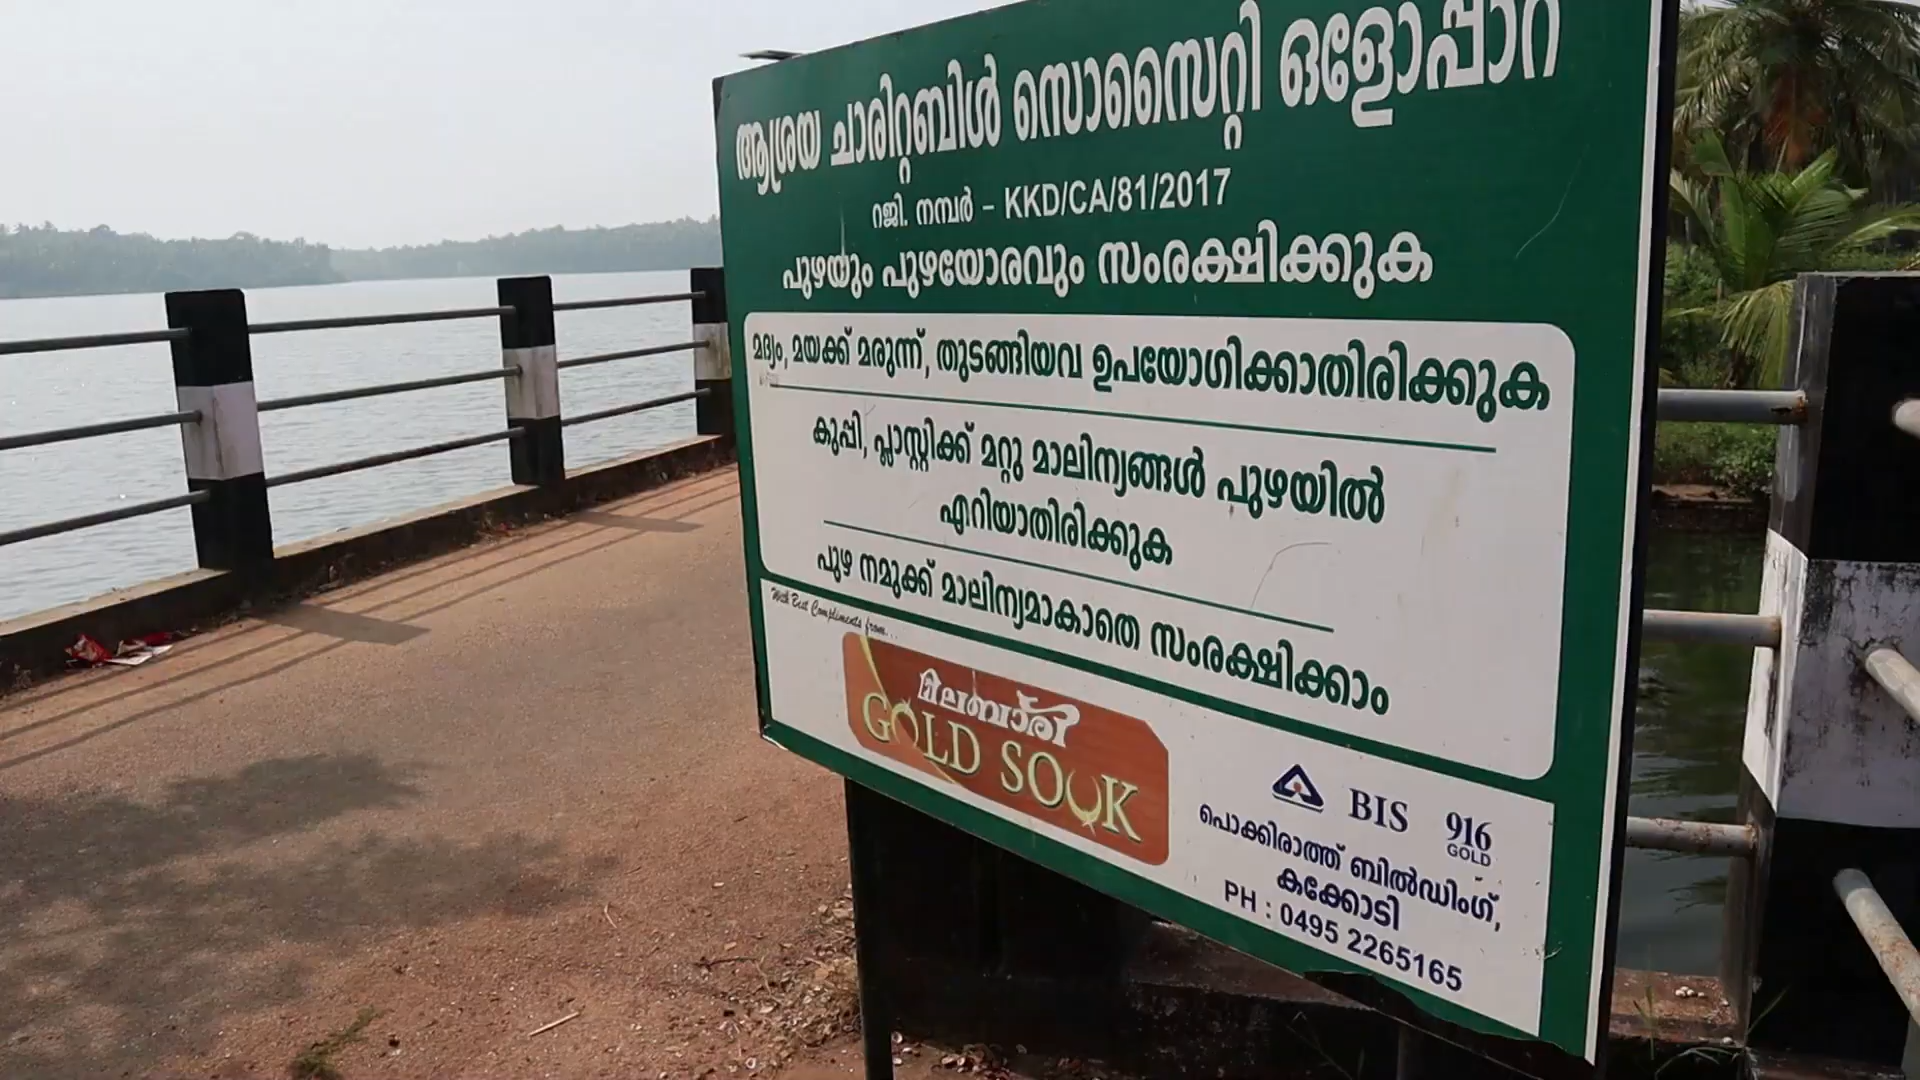 ആശ്രയ ചാരിറ്റബിൾ സൊസൈറ്റി ഒളോപ്പാറ
റജി. നമ്പർ – KKD/CA/81/2017
പുഴയും പുഴയോരവും സംരക്ഷിക്കുക
മദ്യം, മയക്ക് മരുന്ന്, തുടങ്ങിയവ ഉപയോഗിക്കാതിരിക്കുക
കുപ്പി, പ്ലാസ്റ്റിക്ക് മറ്റു മാലിന്യങ്ങൾ പുഴയിൽ
എറിയാതിരിക്കുക
പുഴ നമുക്ക് മാലിന്യമാകാതെ സംരക്ഷിക്കാം
With Best Compliments from...
മലബാരി
GOLD SOUK
BIS 916
GOLD
പൊക്കിരാത്ത് ബിൽഡിംഗ്,
കക്കോടി
PH : 0495 2265165